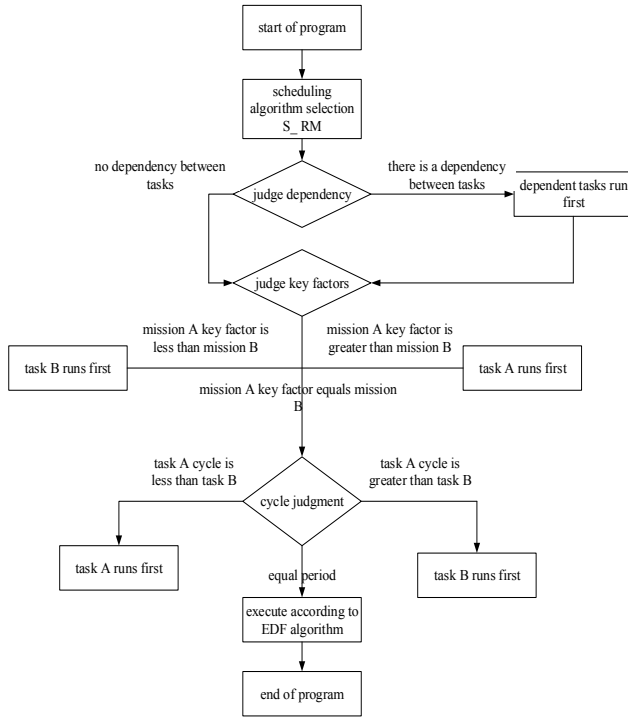 start of program
scheduling
algorithm selection
S_ RM
no dependency between
tasks
there is a dependency
between tasks
judge dependency
dependent tasks run
first
judge key factors
mission A key factor is
less than mission B
mission A key factor is
greater than mission B
task B runs first
task A runs first
mission A key factor equals mission
B
task A cycle is
less than task B
task A cycle is
greater than task B
cycle judgment
task A runs first
task B runs first
equal period
execute according to
EDF algorithm
end of program